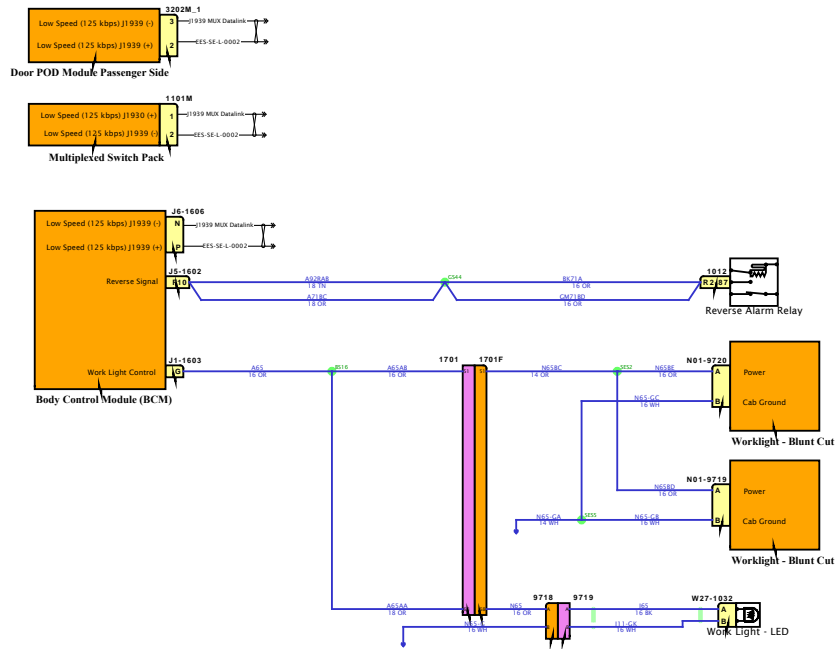 3202M_1
Low Speed (125 kbps) J1939 (-)
3
J1939 MUX Datalink
Low Speed (125 kbps) J1939 (+)
2
EES-SE-L-0002
Door POD Module Passenger Side
1101M
Low Speed (125 kbps) J1930 (+)
1
J1939 MUX Datalink
Low Speed (125 kbps) J1939 (-)
2
EES-SE-L-0002
Multiplexed Switch Pack
J6-1606
Low Speed (125 kbps) J1939 (-)
N
J1939 MUX Datalink
Low Speed (125 kbps) J1939 (+)
P
EES-SE-L-0002
J5-1602
Reverse Signal
F10
A92RAB
18 TN
GS44
BK71A
16 OR
1012
R2
87
A718C
18 OR
GM718D
16 OR
Reverse Alarm Relay
J1-1603
Work Light Control
G
A65
16 OR
BS16
A65AB
16 OR
1701
1701F
N65BC
14 OR
SES2
N65BE
16 OR
N01-9720
A
Power
N65-GC
16 WH
B
Cab Ground
Body Control Module (BCM)
Worklight - Blunt Cut
N01-9719
N65BD
16 OR
A
Power
N65-GA
14 WH
SES5
N65-GB
16 WH
B
Cab Ground
Worklight - Blunt Cut
A65AA
18 OR
N65
16 OR
9718
9719
I65
16 BK
W27-1032
A
16 WH
I11-GK
16 WH
B
Work Light - LED